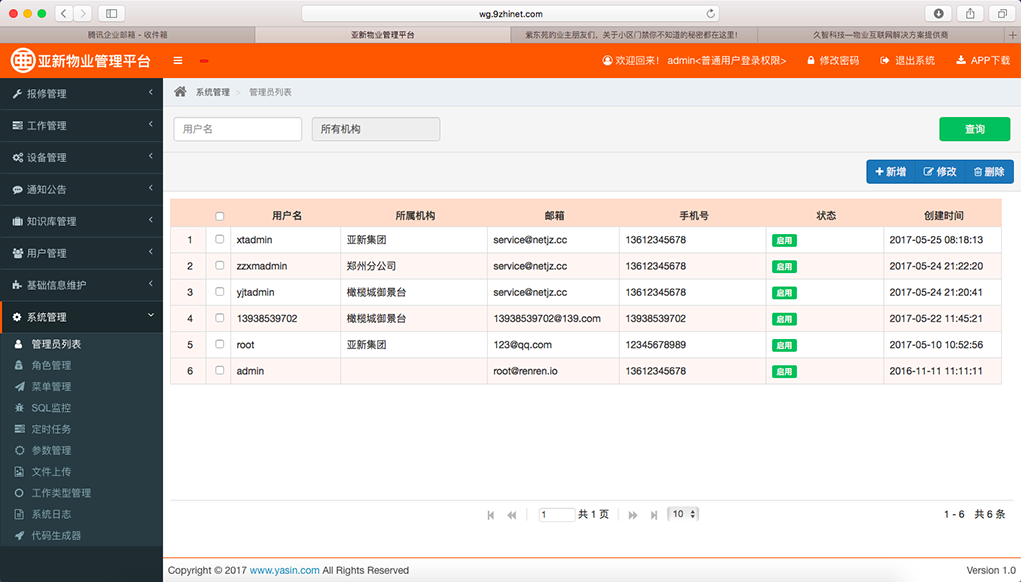 wg.9zhinet.com
腾讯企业邮箱 - 收件箱
亚新物业管理平台
紫东苑的业主朋友们，关于小区门禁你不知道的秘密都在这里！
久智科技—物业互联网解决方案提供商
亚新物业管理平台
欢迎回来！ admin<普通用户登录权限>
修改密码
退出系统
APP下载
报修管理
工作管理
设备管理
通知公告
知识库管理
用户管理
基础信息维护
系统管理
管理员列表
角色管理
菜单管理
SQL监控
定时任务
参数管理
文件上传
工作类型管理
系统日志
代码生成器
系统管理 > 管理员列表
用户名 所有机构 查询
新增 修改 删除
用户名 所属机构 邮箱 手机号 状态 创建时间
1 xtadmin 亚新集团 service@netjz.cc 13612345678 启用 2017-05-25 08:18:13
2 zzxmadmin 郑州分公司 service@netjz.cc 13612345678 启用 2017-05-24 21:22:20
3 yjtadmin 橄榄城御景台 service@netjz.cc 13612345678 启用 2017-05-24 21:20:41
4 13938539702 橄榄城御景台 13938539702@139.com 13938539702 启用 2017-05-22 11:45:21
5 root 亚新集团 123@qq.com 12345678989 启用 2017-05-10 10:52:56
6 admin root@renren.io 13612345678 启用 2016-11-11 11:11:11
1 共 1 页 10 1 - 6 共 6 条
Copyright © 2017 www.yasin.com All Rights Reserved
Version 1.0